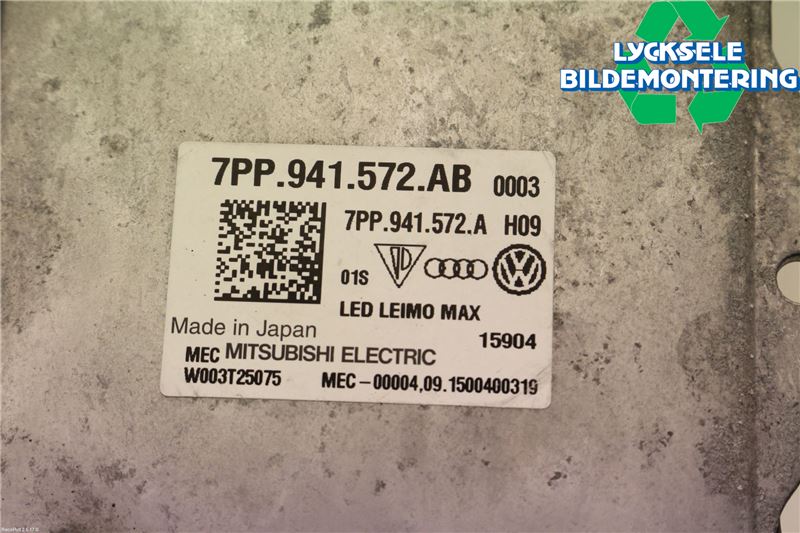 LYCKSELE
BILDEMONTERING
7PP.941.572.AB 0003
7PP.941.572.A H09
01S
LED LEIMO MAX
Made in Japan 15904
MEC MITSUBISHI ELECTRIC
W003T25075 MEC-00004,09.1500400319